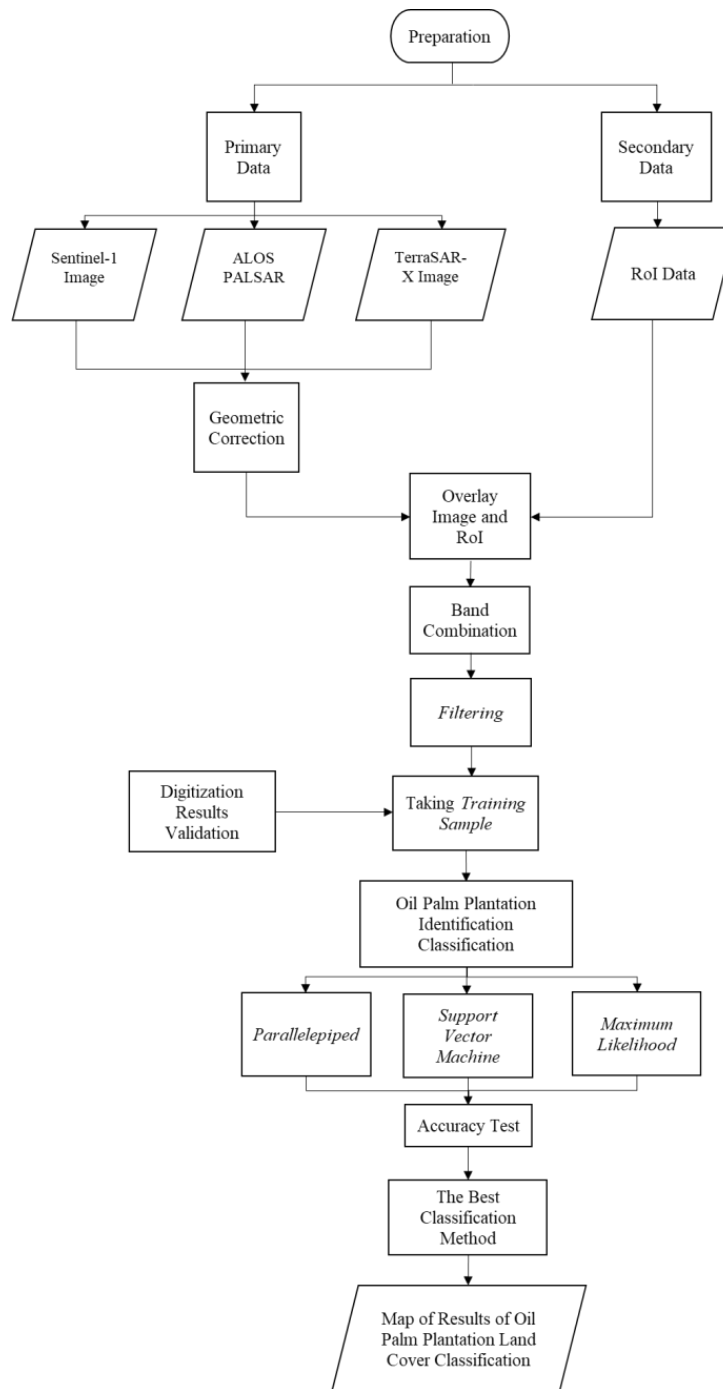 Preparation
Primary
Data
Secondary
Data
Sentinel-1
Image
ALOS
PALSAR
TerraSAR-
X Image
RoI Data
Geometric
Correction
Overlay
Image and
RoI
Band
Combination
Filtering
Digitization
Results
Validation
Taking Training
Sample
Oil Palm Plantation
Identification
Classification
Parallelepiped
Support
Vector
Machine
Maximum
Likelihood
Accuracy Test
The Best
Classification
Method
Map of Results of Oil
Palm Plantation Land
Cover Classification